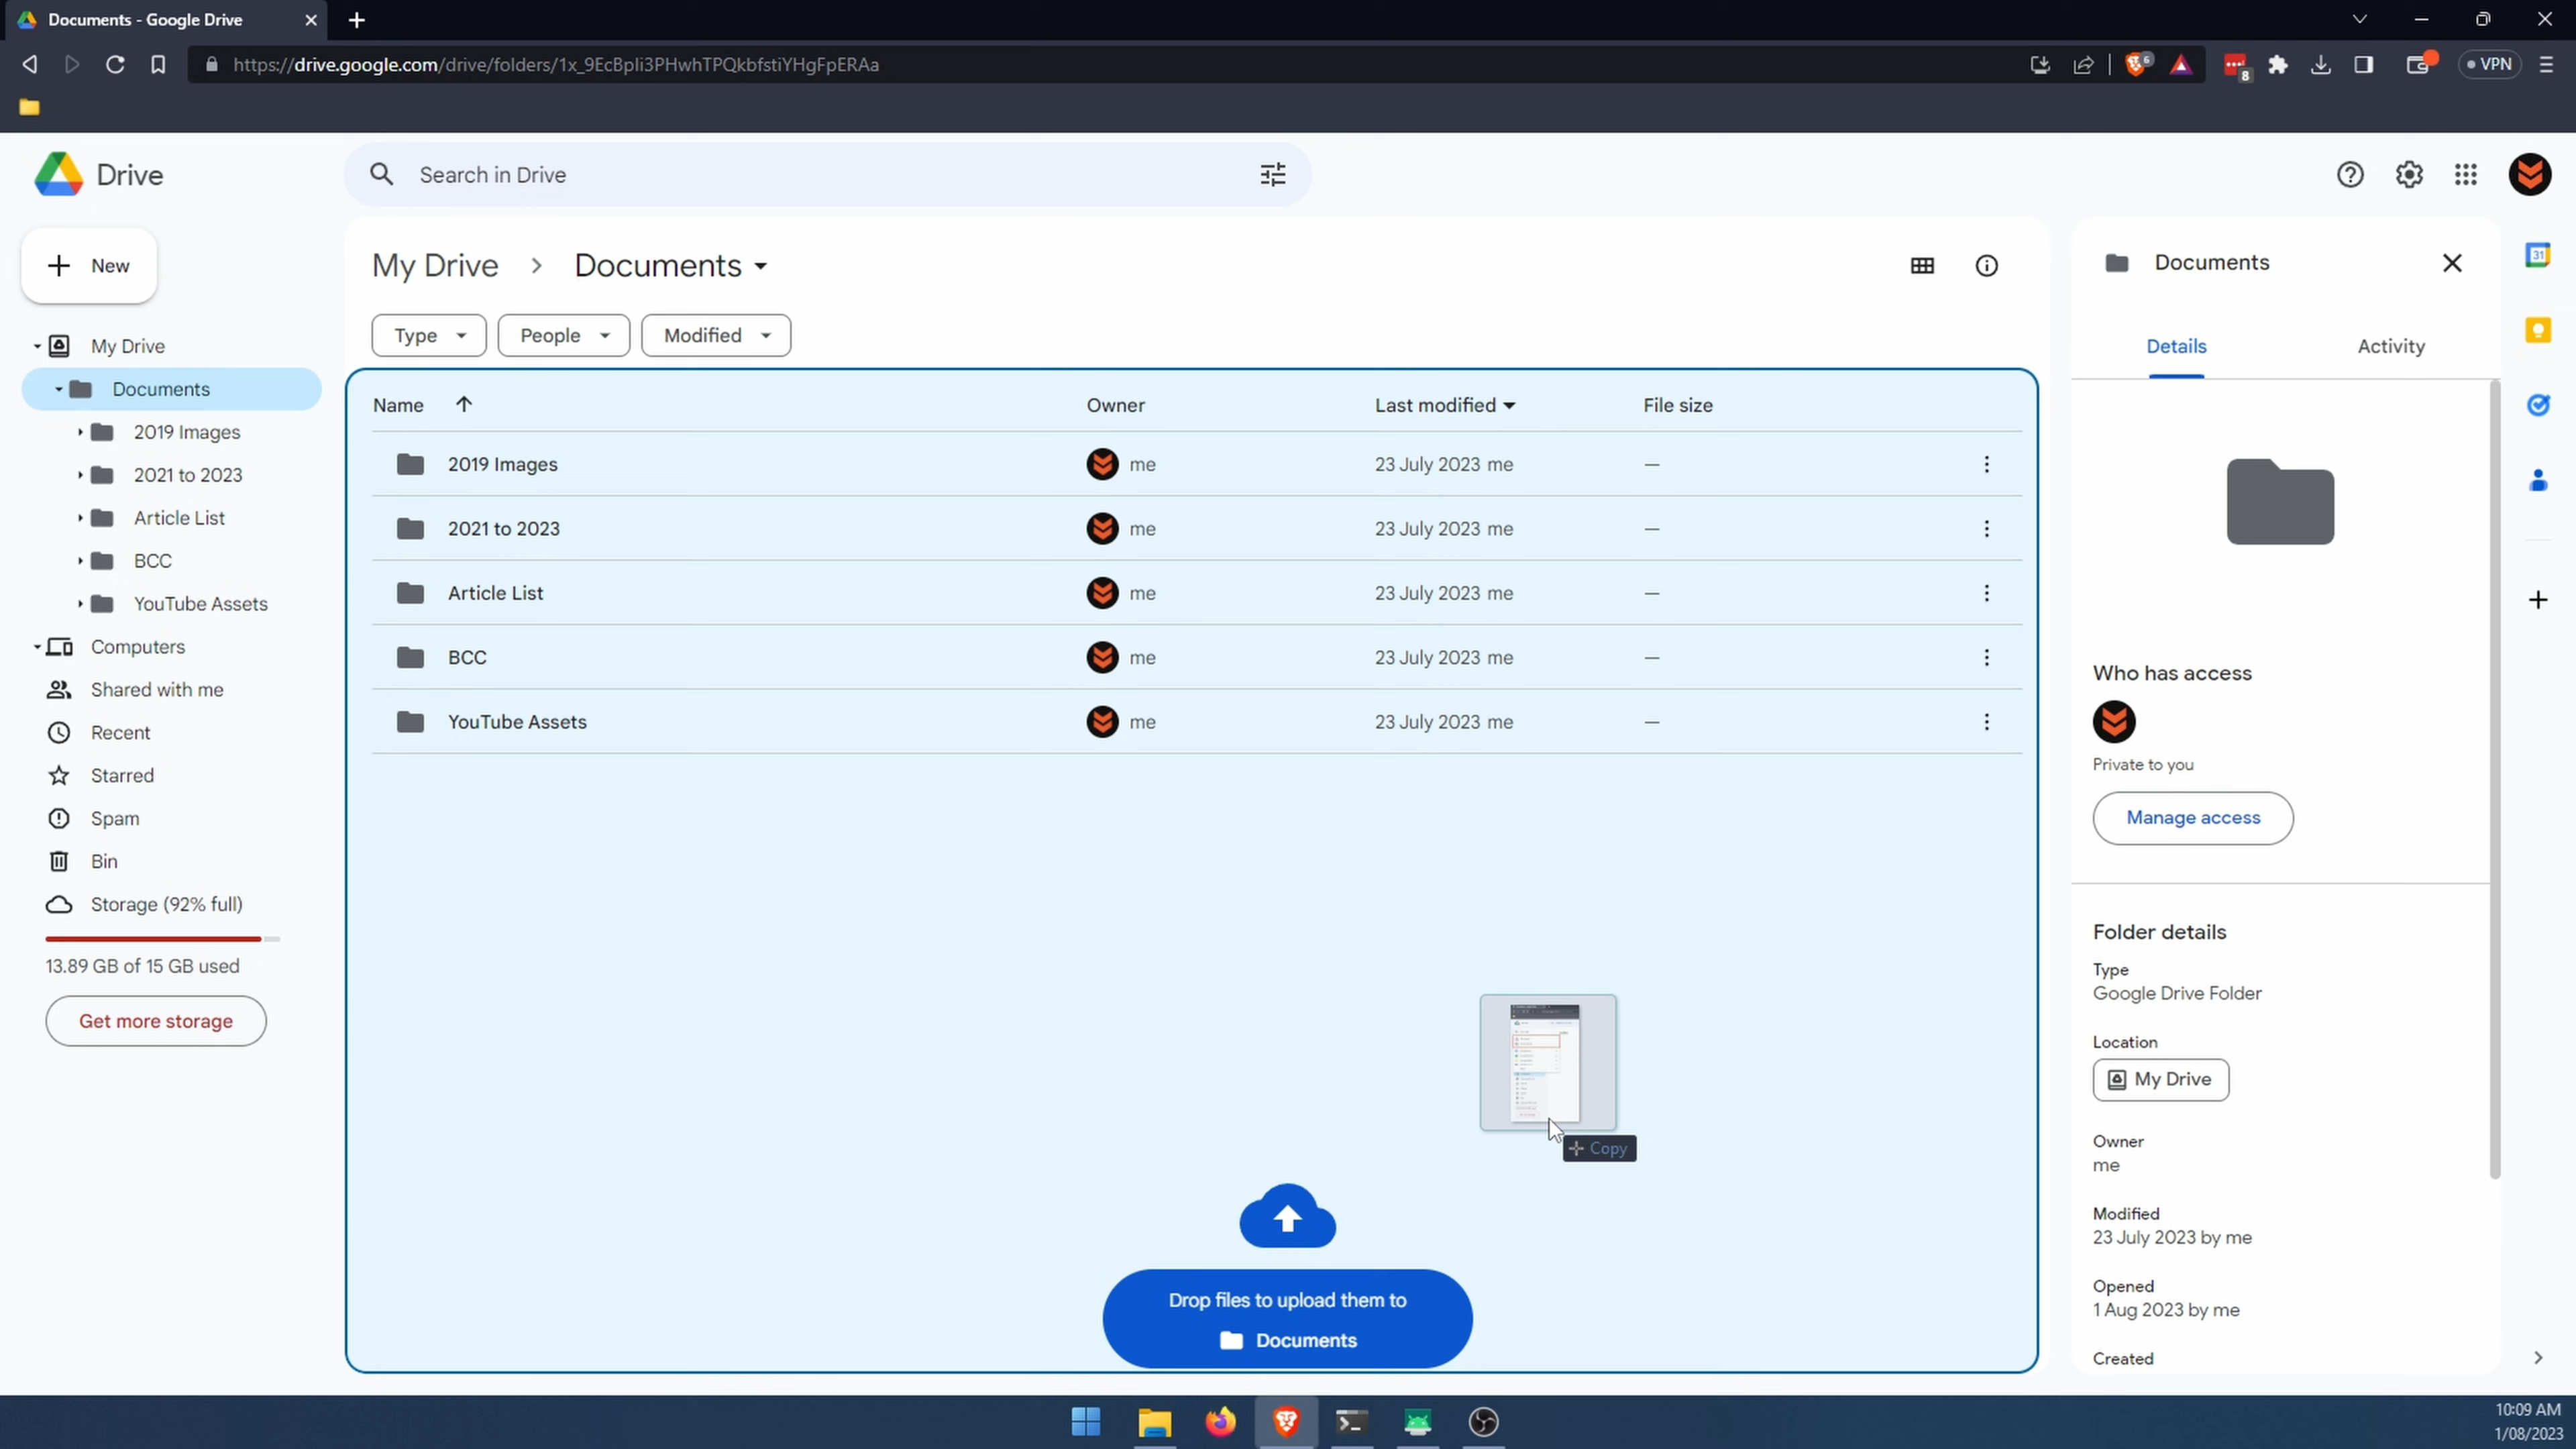 Documents - Google Drive
https://drive.google.com/drive/folders/1x_9EcBpIi3PHwhTPQkbfstiYHgFpERAa
6
8
VPN
Drive
Search in Drive
New
My Drive
Documents
2019 Images
2021 to 2023
Article List
BCC
YouTube Assets
Computers
Shared with me
Recent
Starred
Spam
Bin
Storage (92% full)
13.89 GB of 15 GB used
Get more storage
My Drive > Documents
Type People Modified
Name Owner Last modified File size
2019 Images me 23 July 2023 me —
2021 to 2023 me 23 July 2023 me —
Article List me 23 July 2023 me —
BCC me 23 July 2023 me —
YouTube Assets me 23 July 2023 me —
+ Copy
Drop files to upload them to
Documents
Documents
Details Activity
Who has access
Private to you
Manage access
Folder details
Type
Google Drive Folder
Location
My Drive
Owner
me
Modified
23 July 2023 by me
Opened
1 Aug 2023 by me
Created
31
10:09 AM
1/08/2023